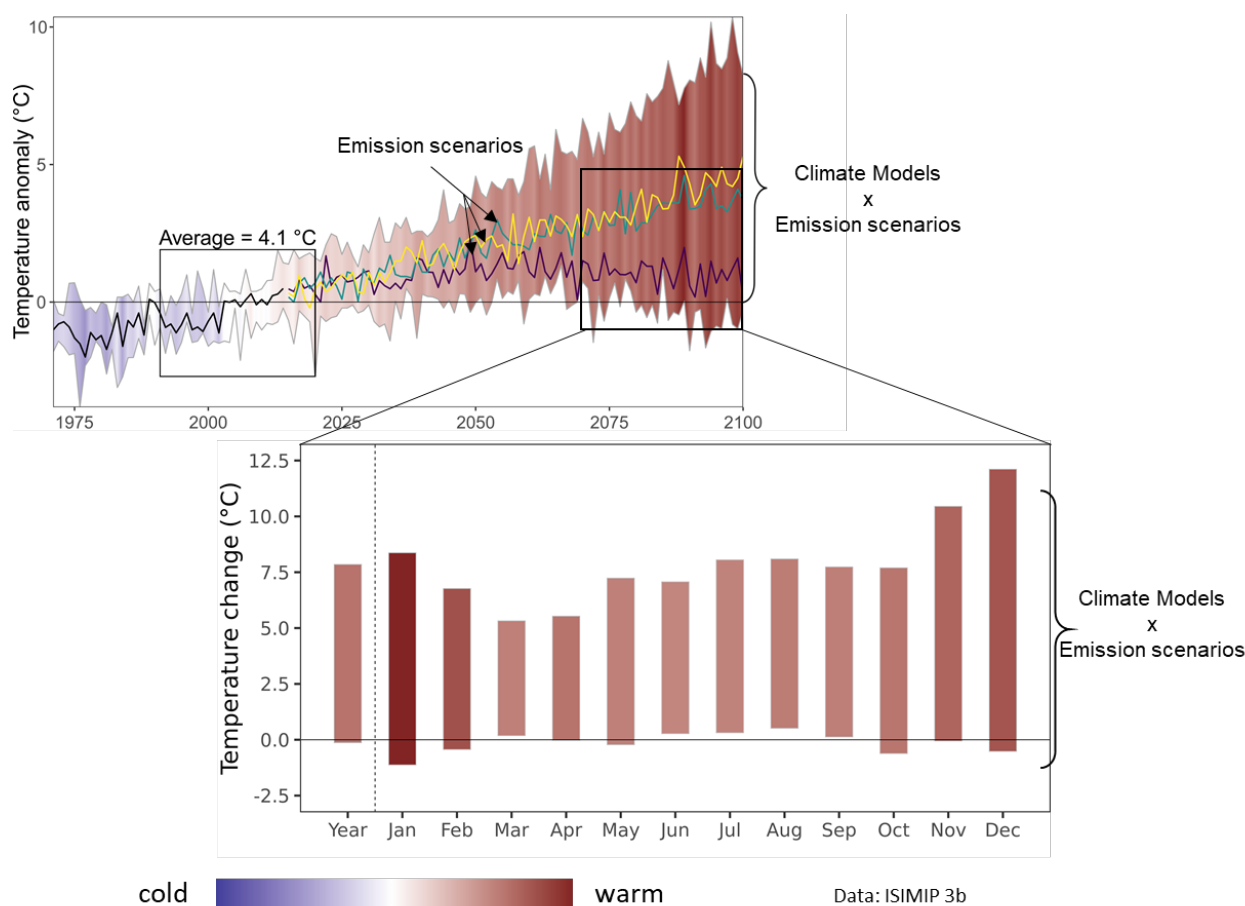 Temperature anomaly (°C)
10
5
0
Emission scenarios
Average = 4.1 °C
Climate Models
x
Emission scenarios
1975 2000 2025 2050 2075 2100
Temperature change (°C)
12.5
10.0
7.5
5.0
2.5
0.0
-2.5
Climate Models
x
Emission scenarios
Year Jan Feb Mar Apr May Jun Jul Aug Sep Oct Nov Dec
cold warm Data: ISIMIP 3b